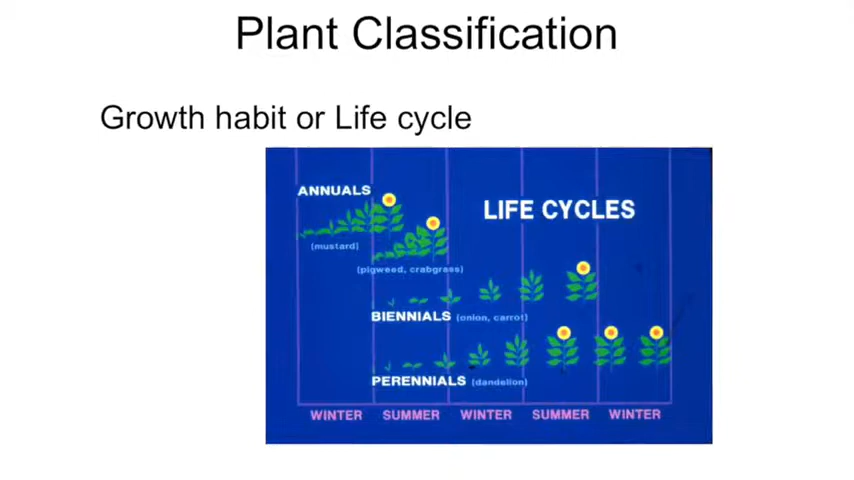 Plant Classification
Growth habit or Life cycle
ANNUALS
LIFE CYCLES
(mustard)
(pigweed, crabgrass)
BIENNIALS (onion, carrot)
PERENNIALS (dandelion)
WINTER SUMMER WINTER SUMMER WINTER